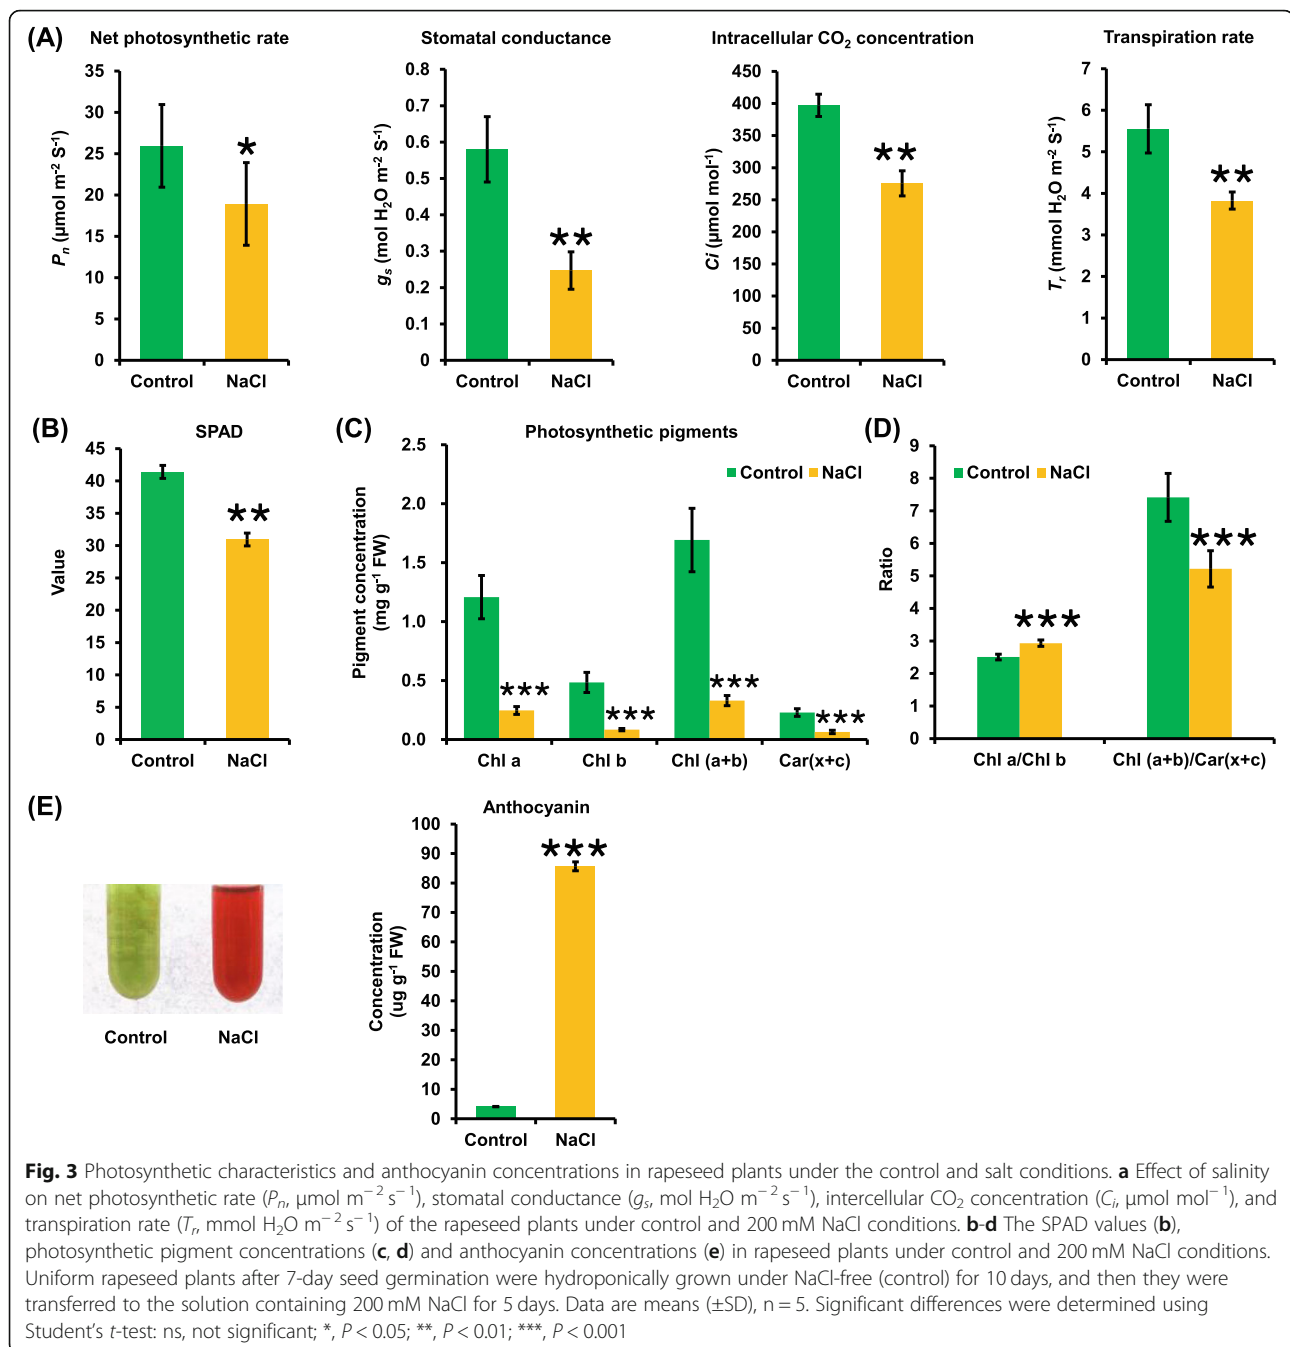 (A)
Net photosynthetic rate
Stomatal conductance
Intracellular CO₂ concentration
Transpiration rate
Pₙ (µmol m⁻² S⁻¹)
35
30
25
20
15
10
5
0
*
Control NaCl
gₛ (mol H₂O m⁻² S⁻¹)
0.8
0.7
0.6
0.5
0.4
0.3
0.2
0.1
0
**
Control NaCl
Ci (µmol mol⁻¹)
450
400
350
300
250
200
150
100
50
0
**
Control NaCl
Tᵣ (mmol H₂O m⁻² S⁻¹)
7
6
5
4
3
2
1
0
**
Control NaCl
(B)
SPAD
Value
45
40
35
30
25
20
15
10
5
0
**
Control NaCl
(C)
Photosynthetic pigments
Control NaCl
Pigment concentration
(mg g⁻¹ FW)
2.5
2.0
1.5
1.0
0.5
0.0
***
***
***
***
Chl a Chl b Chl (a+b) Car(x+c)
(D)
Control NaCl
Ratio
9
8
7
6
5
4
3
2
1
0
***
***
Chl a/Chl b Chl (a+b)/Car(x+c)
(E)
Control NaCl
Anthocyanin
Concentration
(ug g⁻¹ FW)
100
90
80
70
60
50
40
30
20
10
0
***
Control NaCl
Fig. 3 Photosynthetic characteristics and anthocyanin concentrations in rapeseed plants under the control and salt conditions. a Effect of salinity
on net photosynthetic rate (Pₙ, µmol m⁻² s⁻¹), stomatal conductance (gₛ, mol H₂O m⁻² s⁻¹), intercellular CO₂ concentration (Cᵢ, µmol mol⁻¹), and
transpiration rate (Tᵣ, mmol H₂O m⁻² s⁻¹) of the rapeseed plants under control and 200 mM NaCl conditions. b-d The SPAD values (b),
photosynthetic pigment concentrations (c, d) and anthocyanin concentrations (e) in rapeseed plants under control and 200 mM NaCl conditions.
Uniform rapeseed plants after 7-day seed germination were hydroponically grown under NaCl-free (control) for 10 days, and then they were
transferred to the solution containing 200 mM NaCl for 5 days. Data are means (±SD), n = 5. Significant differences were determined using
Student's t-test: ns, not significant; *, P < 0.05; **, P < 0.01; ***, P < 0.001